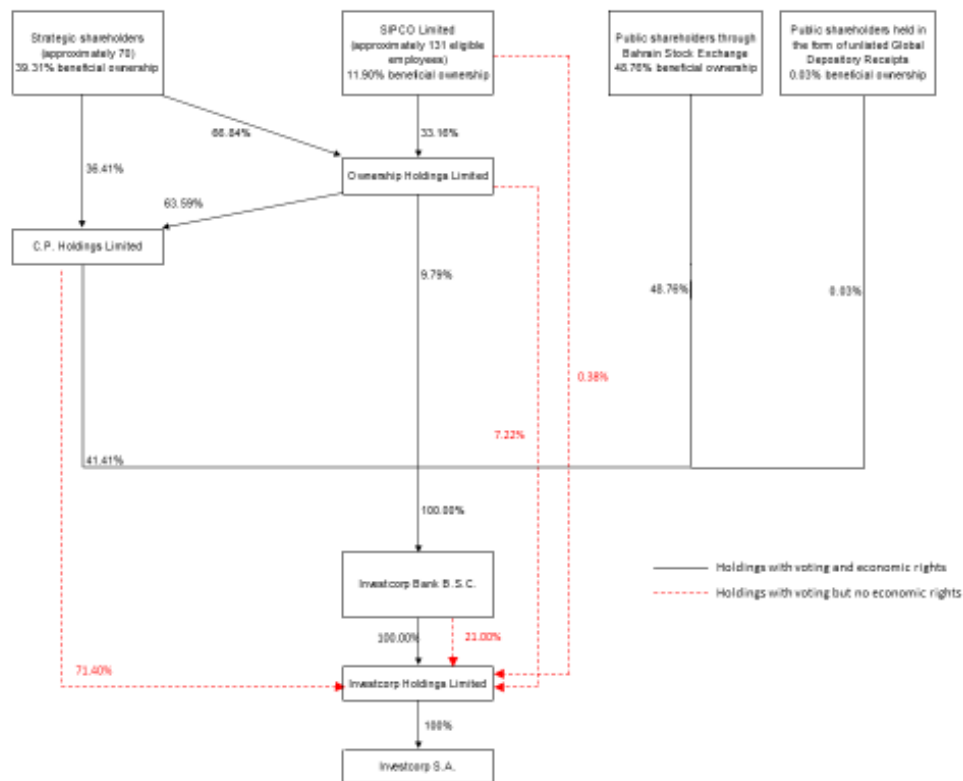 Strategic shareholders
(approximately 70)
39.31% beneficial ownership
SIPCO Limited
(approximately 131 eligible
employees)
11.90% beneficial ownership
Public shareholders through
Bahrain Stock Exchange
48.76% beneficial ownership
Public shareholders held in
the form of unlisted Global
Depository Receipts
0.03% beneficial ownership
66.84%
33.16%
36.41%
Ownership Holdings Limited
63.59%
C.P. Holdings Limited
9.79%
48.76%
0.03%
0.38%
7.22%
41.41%
100.00%
Investcorp Bank B.S.C.
Holdings with voting and economic rights
Holdings with voting but no economic rights
100.00%
21.00%
71.40%
Investcorp Holdings Limited
100%
Investcorp S.A.